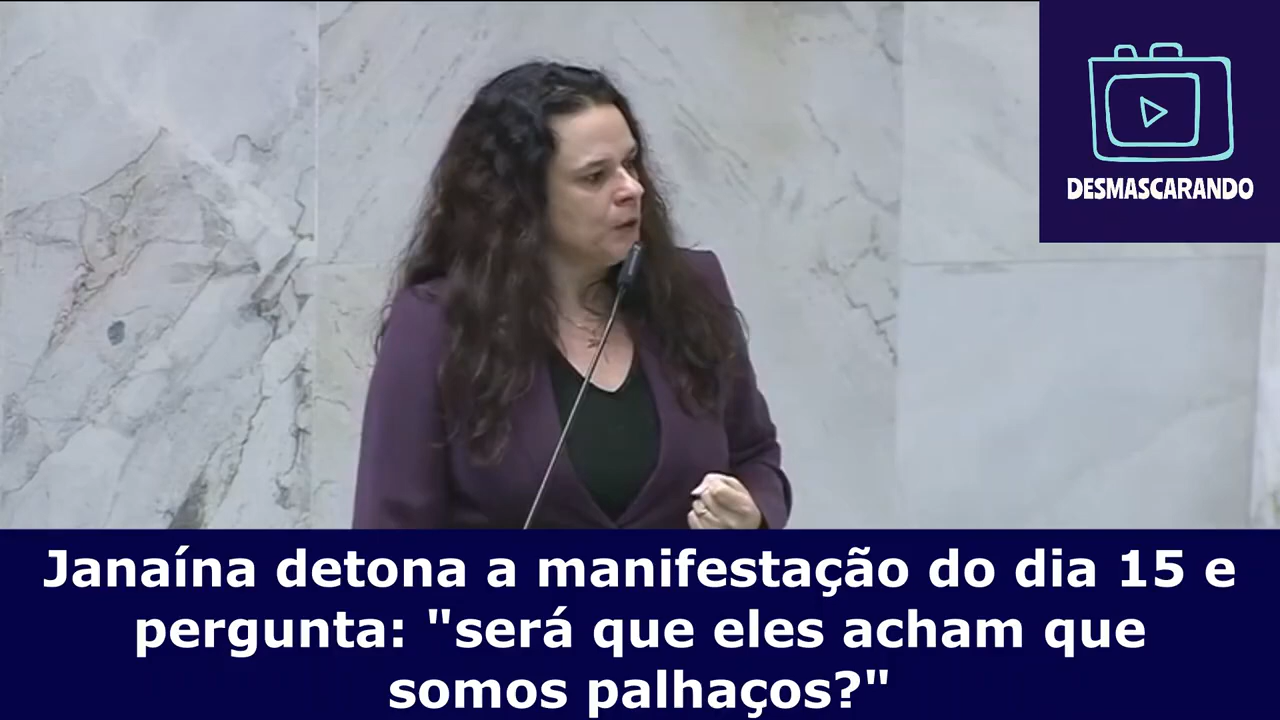 DESMASCARANDO
Janaína detona a manifestação do dia 15 e
pergunta: "será que eles acham que
somos palhaços?"